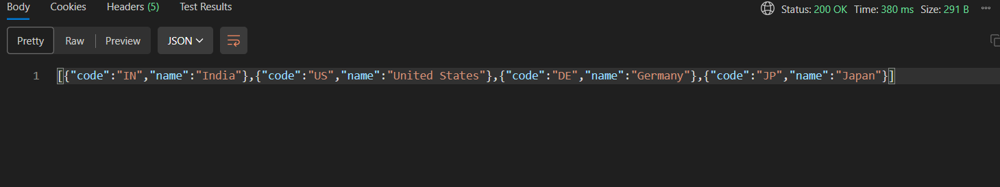 Body Cookies Headers (5) Test Results Status: 200 OK Time: 380 ms Size: 291 B
Pretty Raw Preview JSON
1 [{"code":"IN","name":"India"},{"code":"US","name":"United States"},{"code":"DE","name":"Germany"},{"code":"JP","name":"Japan"}]